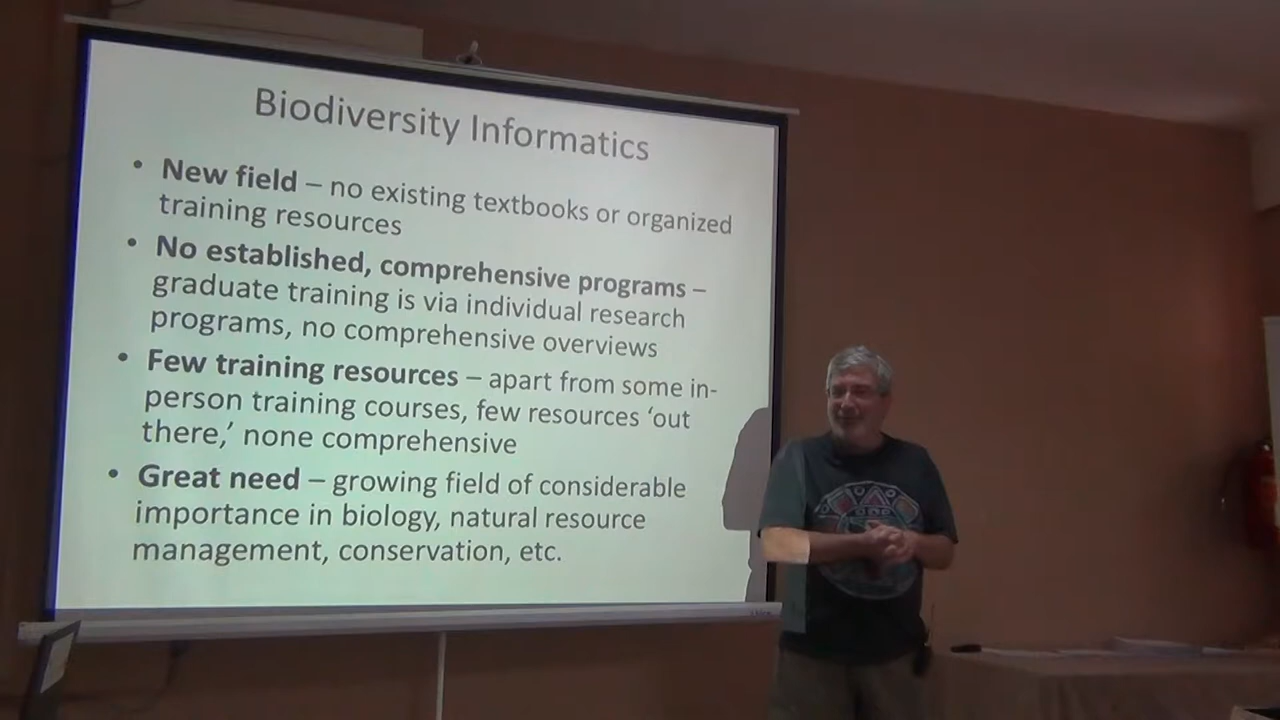 Biodiversity Informatics
• New field – no existing textbooks or organized
training resources
• No established, comprehensive programs –
graduate training is via individual research
programs, no comprehensive overviews
• Few training resources – apart from some in-
person training courses, few resources ‘out
there,’ none comprehensive
• Great need – growing field of considerable
importance in biology, natural resource
management, conservation, etc.